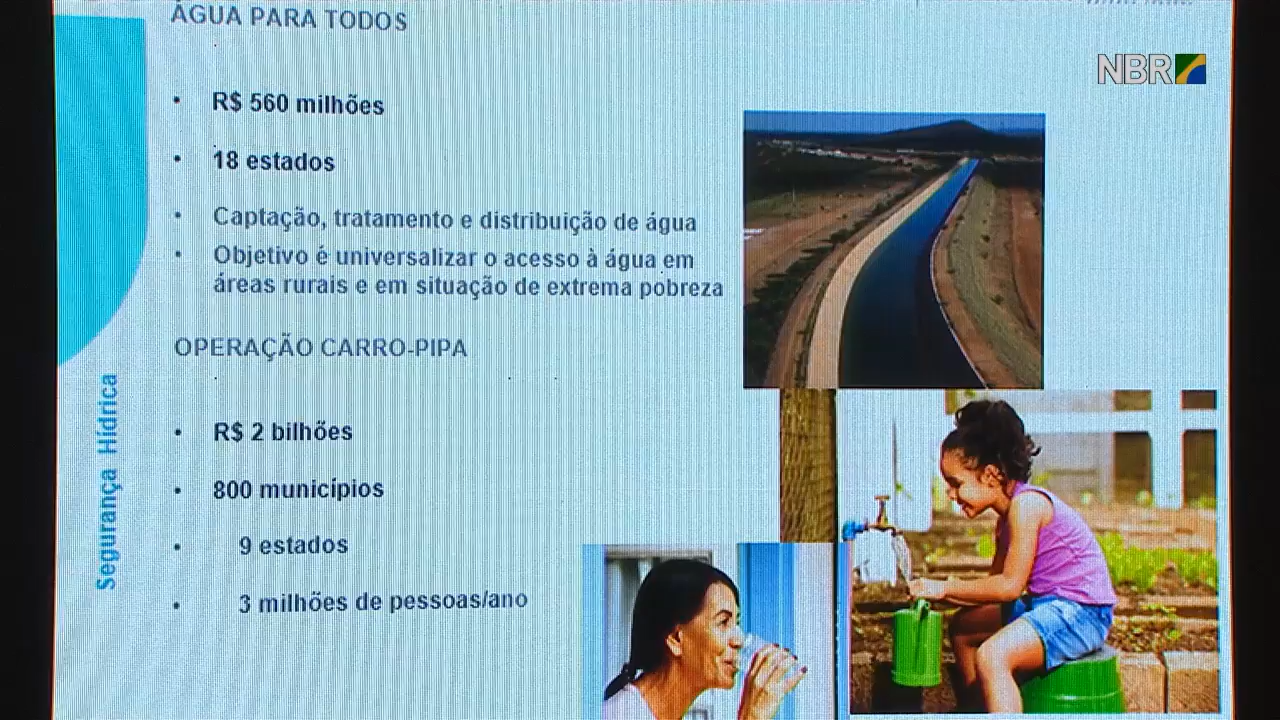 ÁGUA PARA TODOS
NBR
• R$ 560 milhões
• 18 estados
• Captação, tratamento e distribuição de água
• Objetivo é universalizar o acesso à água em
áreas rurais e em situação de extrema pobreza
OPERAÇÃO CARRO-PIPA
• R$ 2 bilhões
• 800 municípios
• 9 estados
• 3 milhões de pessoas/ano
Segurança Hídrica